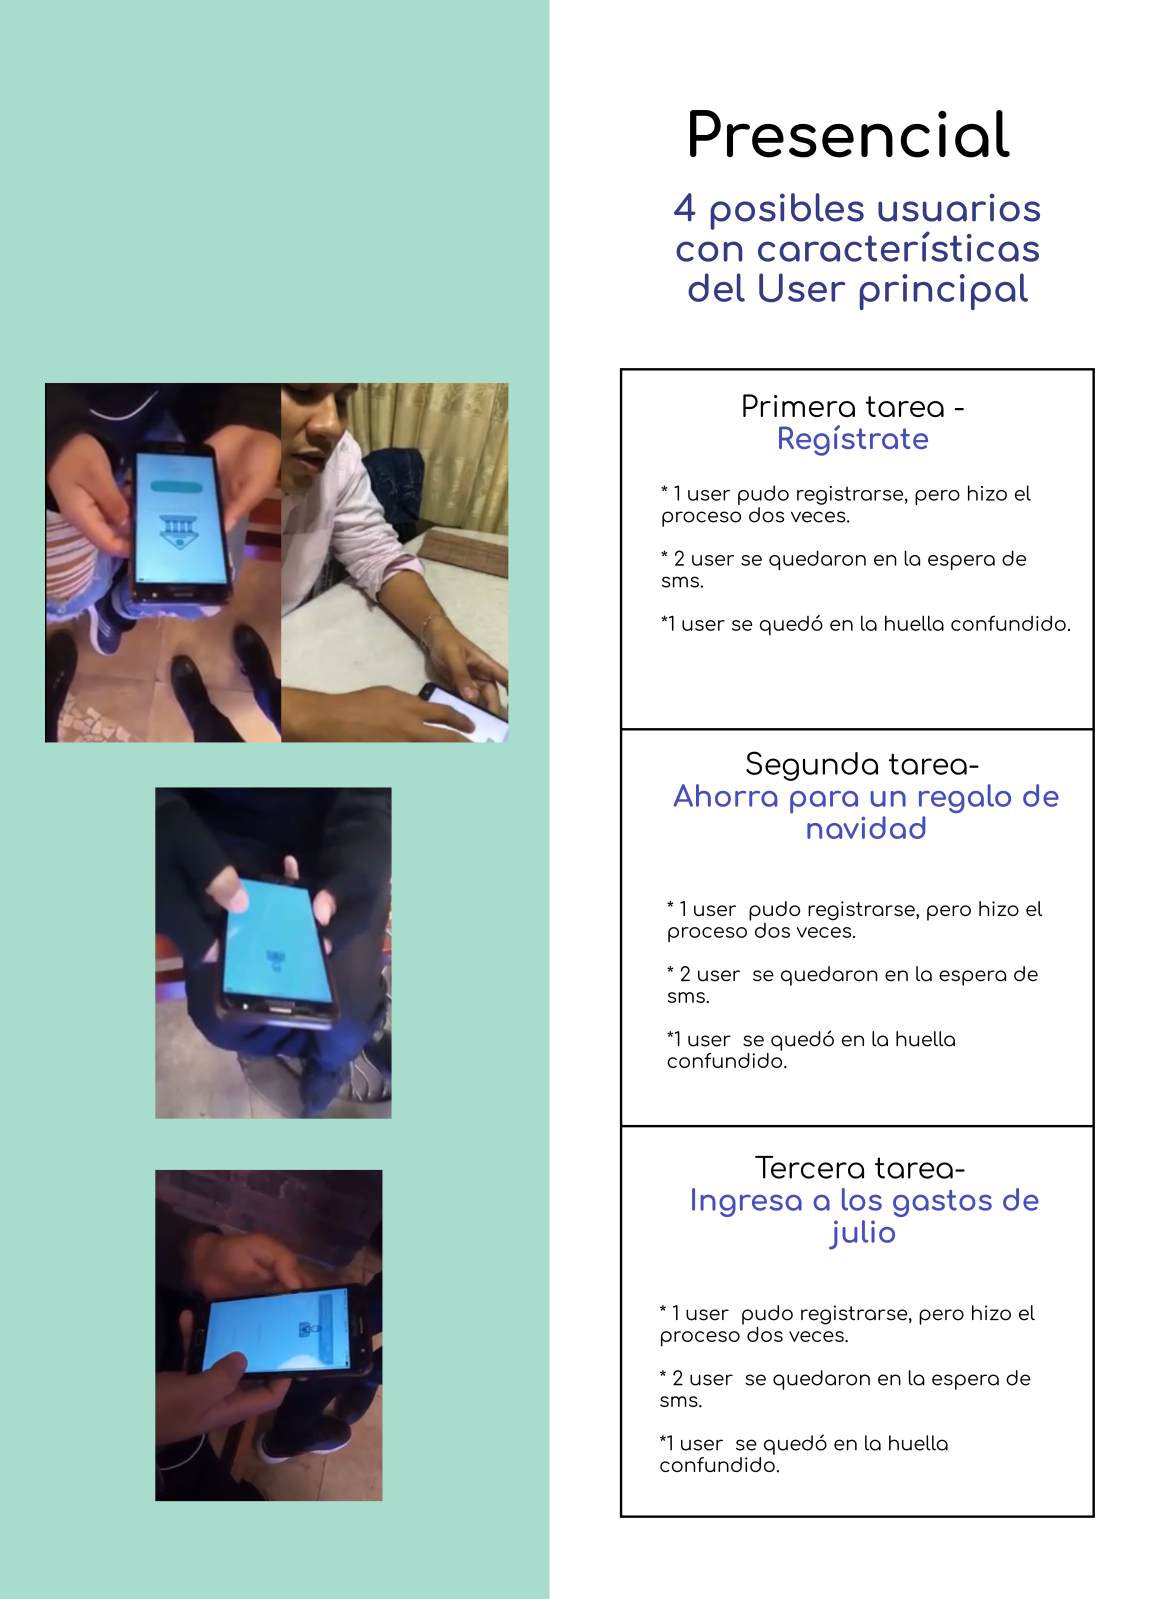 Presencial
4 posibles usuarios
con características
del User principal
Primera tarea -
Regístrate
* 1 user pudo registrarse, pero hizo el
proceso dos veces.
* 2 user se quedaron en la espera de
sms.
*1 user se quedó en la huella confundido.
Segunda tarea-
Ahorra para un regalo de
navidad
* 1 user  pudo registrarse, pero hizo el
proceso dos veces.
* 2 user  se quedaron en la espera de
sms.
*1 user  se quedó en la huella
confundido.
Tercera tarea-
Ingresa a los gastos de
julio
* 1 user  pudo registrarse, pero hizo el
proceso dos veces.
* 2 user  se quedaron en la espera de
sms.
*1 user  se quedó en la huella
confundido.